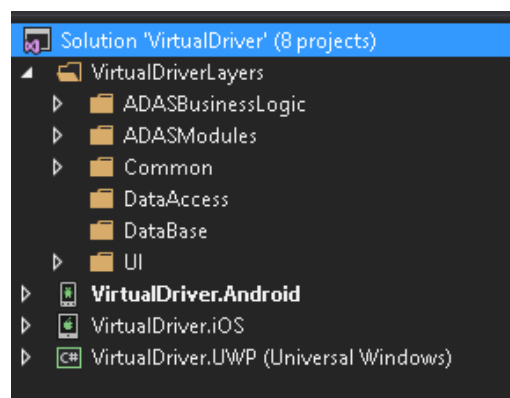 Solution 'VirtualDriver' (8 projects)
VirtualDriverLayers
ADASBusinessLogic
ADASModules
Common
DataAccess
DataBase
UI
VirtualDriver.Android
VirtualDriver.iOS
C# VirtualDriver.UWP (Universal Windows)